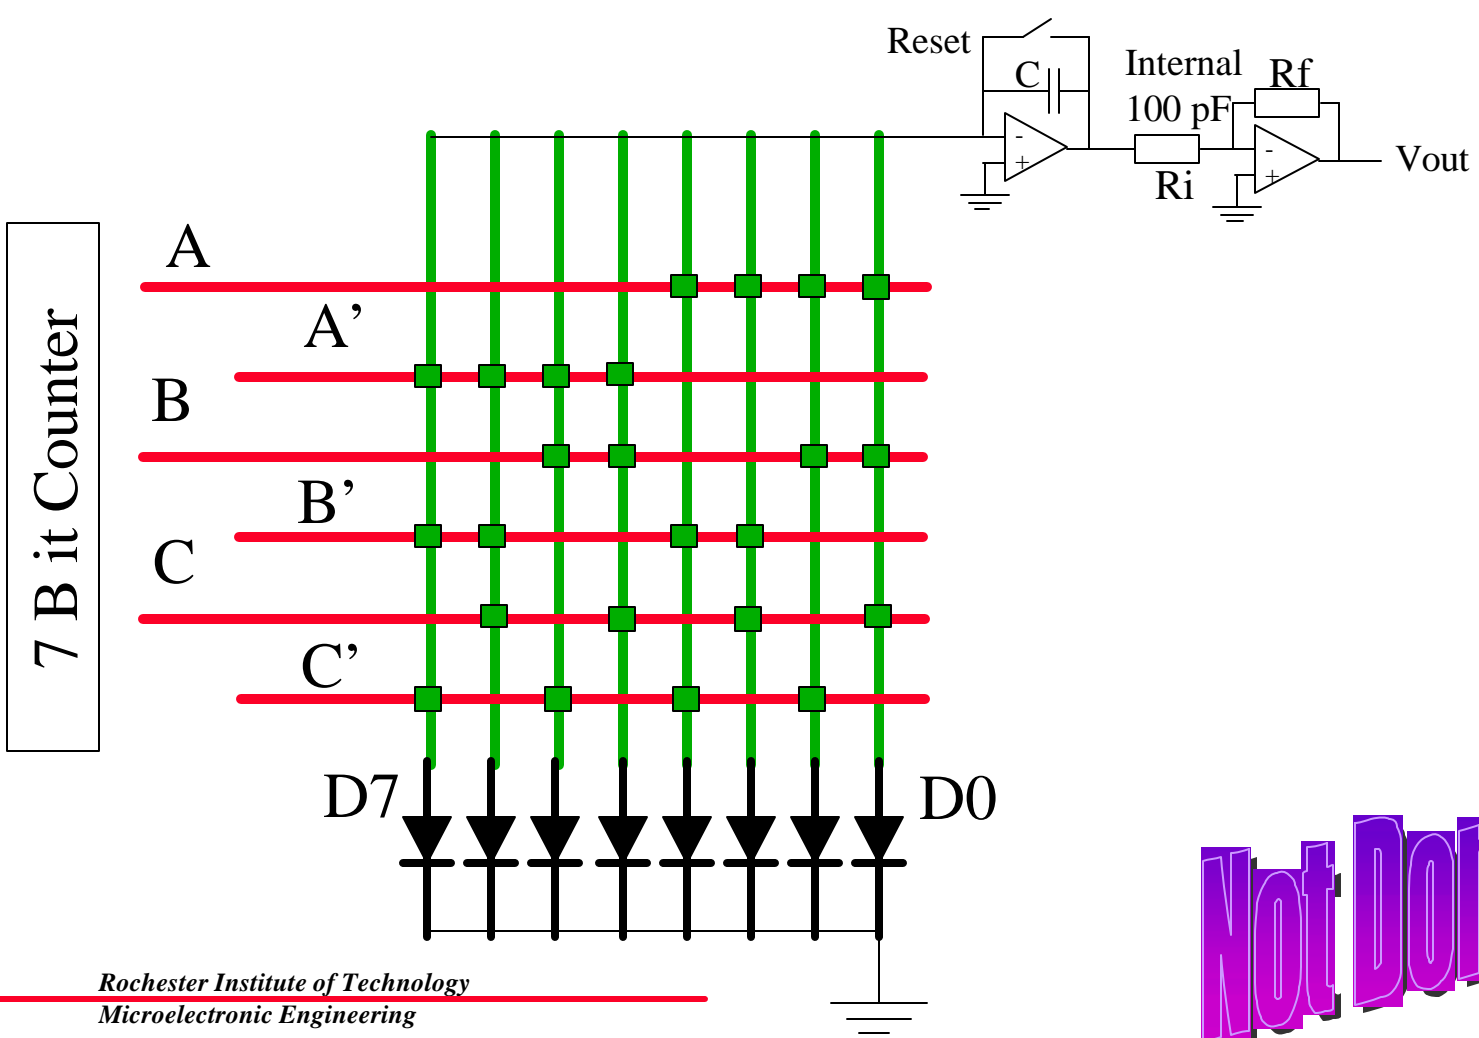 Reset
C
Internal
100 pF
Rf
-
+
Ri
-
+
Vout
7 B it Counter
A
A’
B
B’
C
C’
D7
D0
Rochester Institute of Technology
Microelectronic Engineering
Not